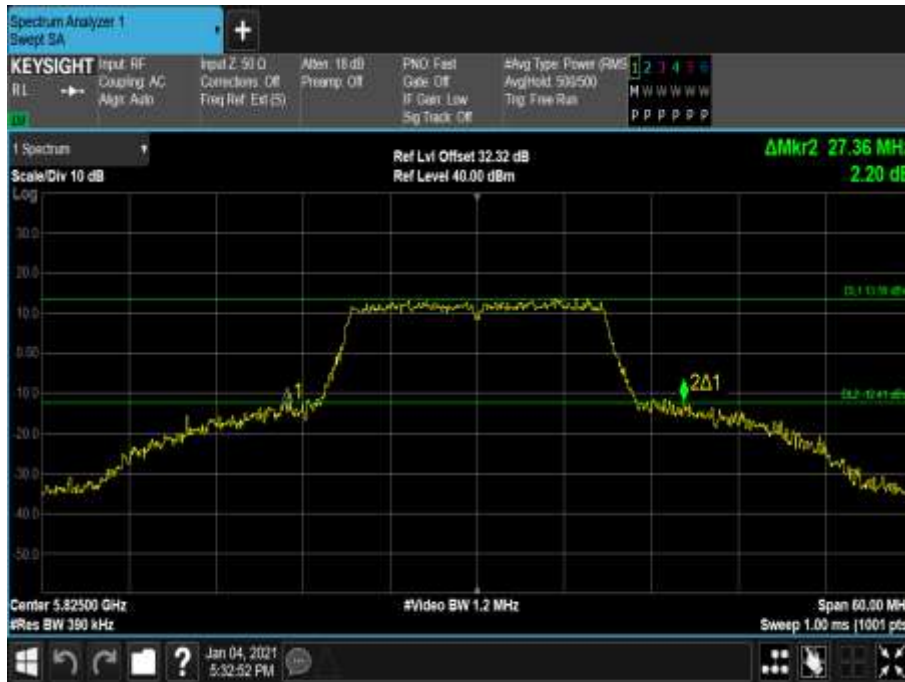 Spectrum Analyzer 1
Swept SA
+
KEYSIGHT
Input: RF
Input Z: 50 Ω
Atten: 18 dB
PNO: Fast
#Avg Type: Power (RMS
1 2 3 4 5 6
RL
Coupling: AC
Corrections: Off
Preamp: Off
Gate: Off
Avg|Hold: 500/500
M W W W W W
Align: Auto
Freq Ref: Ext (S)
IF Gain: Low
Trig: Free Run
Sig Track: Off
P P P P P P
1 Spectrum
Ref Lvl Offset 32.32 dB
ΔMkr2 27.36 MH
Scale/Div 10 dB
Ref Level 40.00 dBm
2.20 dB
Log
30.0
20.0
10.0
0.00
-10.0
1
2Δ1
-20.0
-30.0
-40.0
-50.0
Center 5.82500 GHz
#Video BW 1.2 MHz
Span 60.00 MH
#Res BW 390 kHz
Sweep 1.00 ms (1001 pts
?
Jan 04, 2021
5:32:52 PM